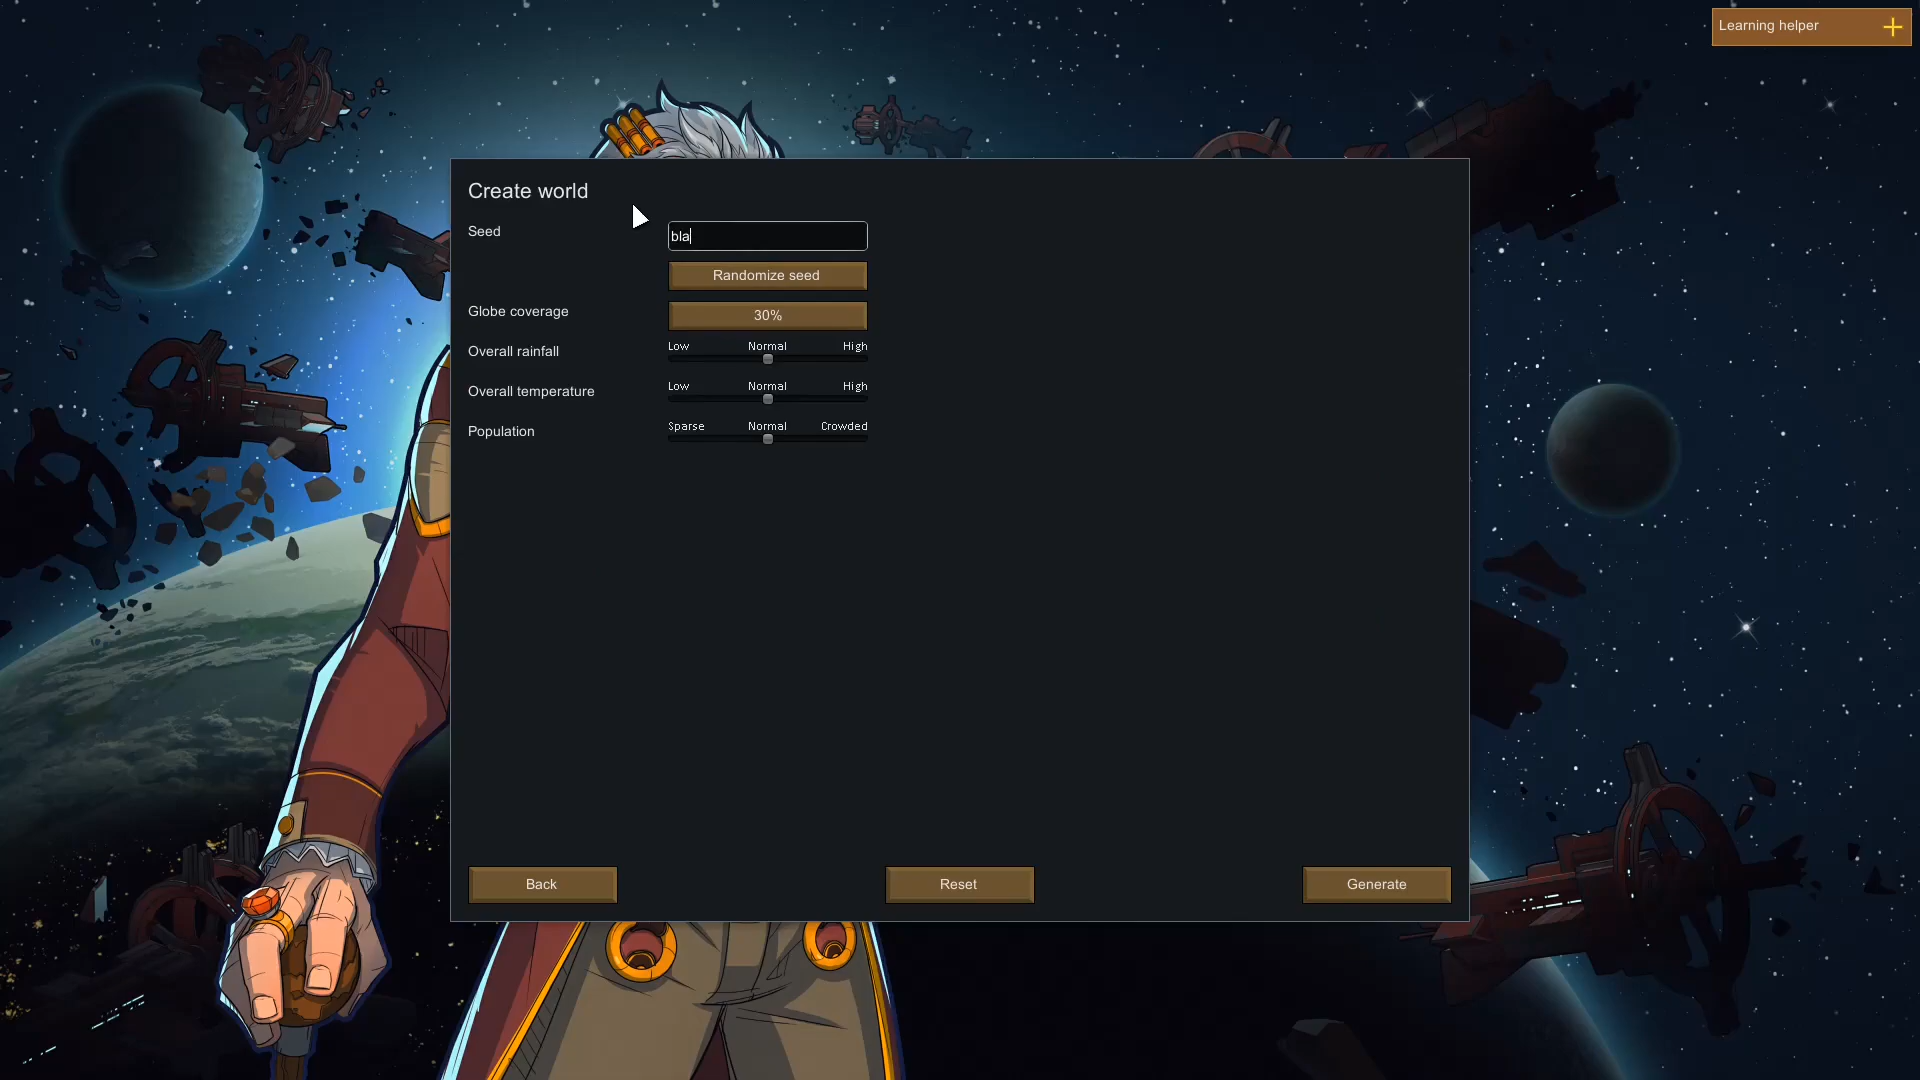 Learning helper
Create world
Seed
bla
Randomize seed
Globe coverage
30%
Overall rainfall
Low Normal High
Overall temperature
Low Normal High
Population
Sparse Normal Crowded
Back
Reset
Generate